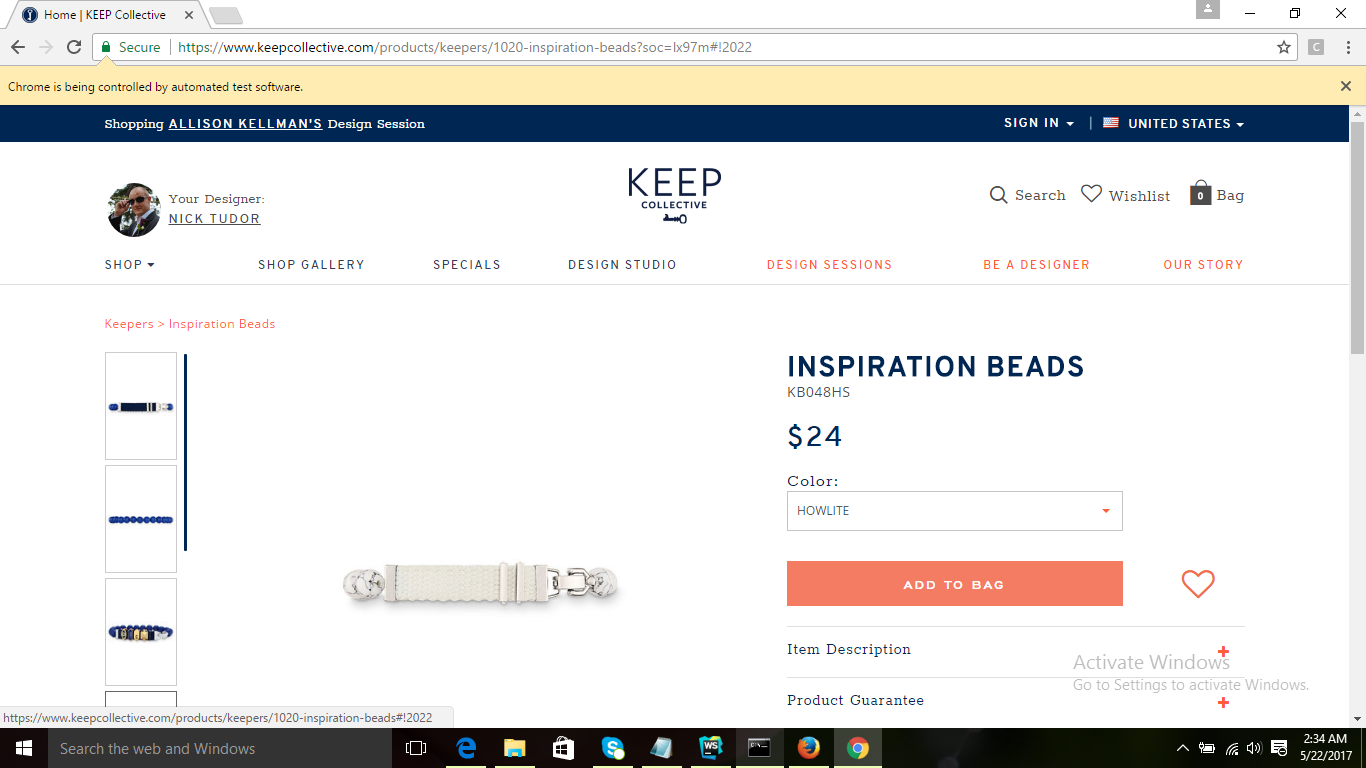 Home | KEEP Collective
Secure
https://www.keepcollective.com/products/keepers/1020-inspiration-beads?soc=lx97m#!2022
C
Chrome is being controlled by automated test software.
Shopping ALLISON KELLMAN'S Design Session
SIGN IN | UNITED STATES
Your Designer:
NICK TUDOR
KEEP
COLLECTIVE
Search
Wishlist
0
Bag
SHOP
SHOP GALLERY
SPECIALS
DESIGN STUDIO
DESIGN SESSIONS
BE A DESIGNER
OUR STORY
Keepers > Inspiration Beads
INSPIRATION BEADS
KB048HS
$24
Color:
HOWLITE
ADD TO BAG
Item Description
+
Product Guarantee
+
Activate Windows
Go to Settings to activate Windows.
https://www.keepcollective.com/products/keepers/1020-inspiration-beads#!2022
Search the web and Windows
WS
2:34 AM
5/22/2017